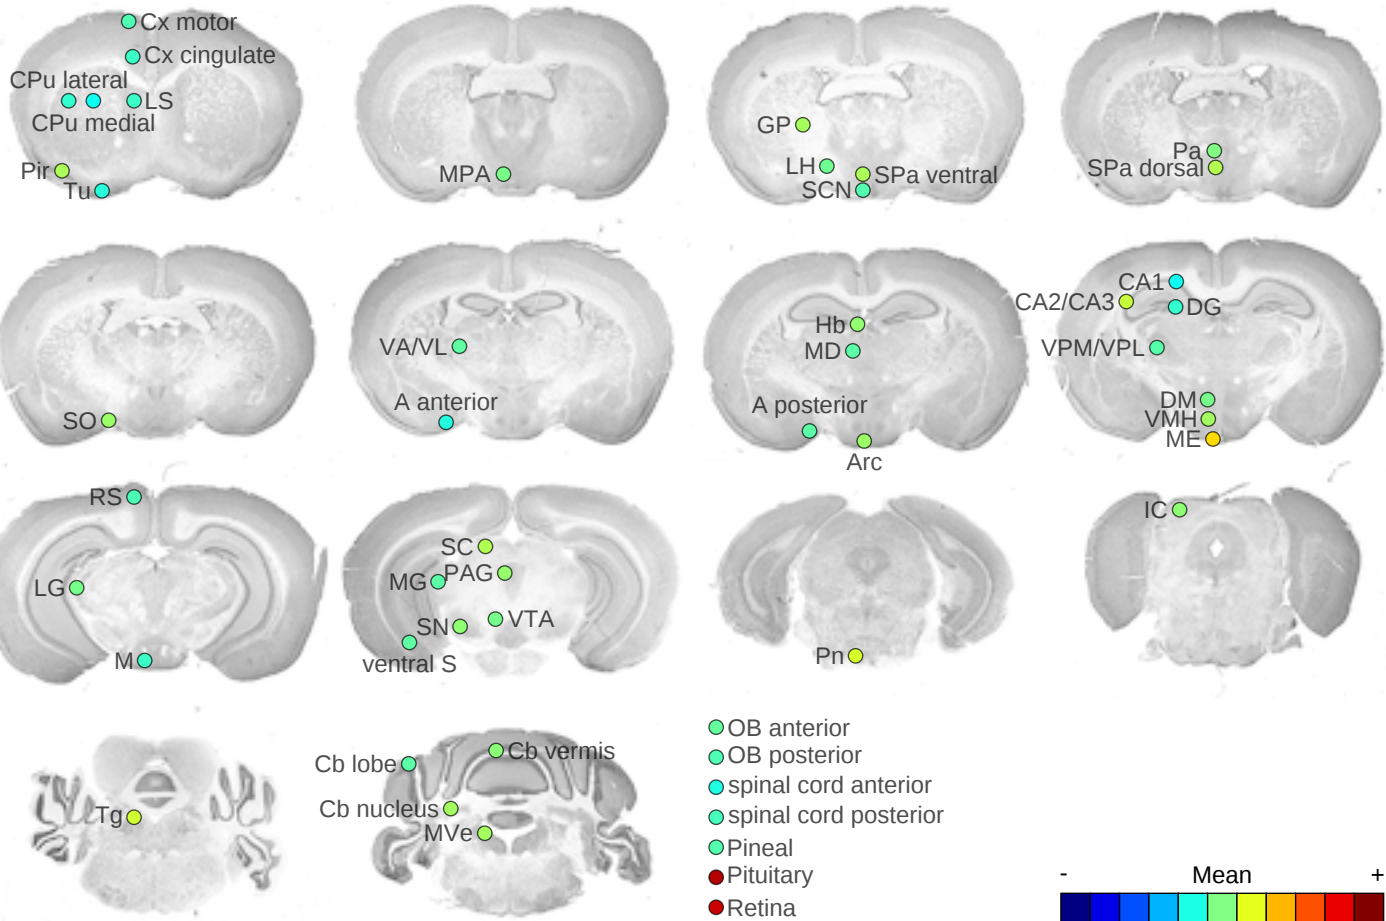 Cx motor
Cx cingulate
CPu lateral
LS
CPu medial
Pir
Tu
MPA
GP
LH
SPa ventral
SCN
Pa
SPa dorsal
SO
VA/VL
A anterior
Hb
MD
A posterior
Arc
CA1
CA2/CA3
DG
VPM/VPL
DM
VMH
ME
RS
LG
M
SC
PAG
MG
VTA
SN
ventral S
Pn
IC
Tg
Cb lobe
Cb vermis
Cb nucleus
MVe
OB anterior
OB posterior
spinal cord anterior
spinal cord posterior
Pineal
Pituitary
Retina
- Mean +